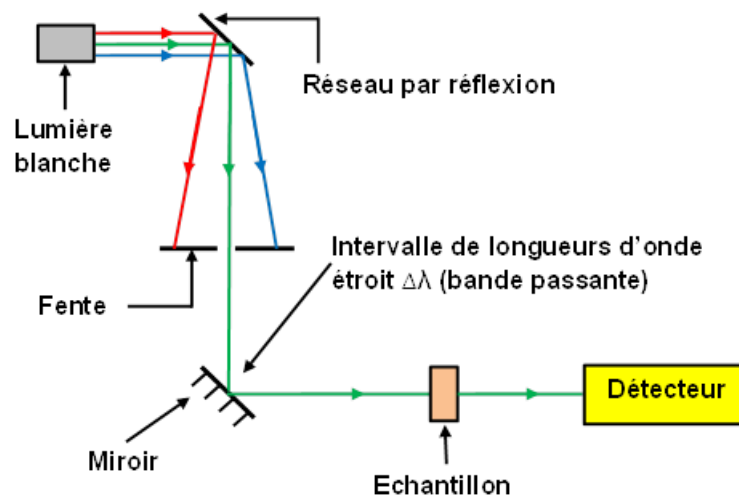 Réseau par réflexion
Lumière
blanche
Intervalle de longueurs d'onde
étroit Δλ (bande passante)
Fente
Détecteur
Miroir
Echantillon